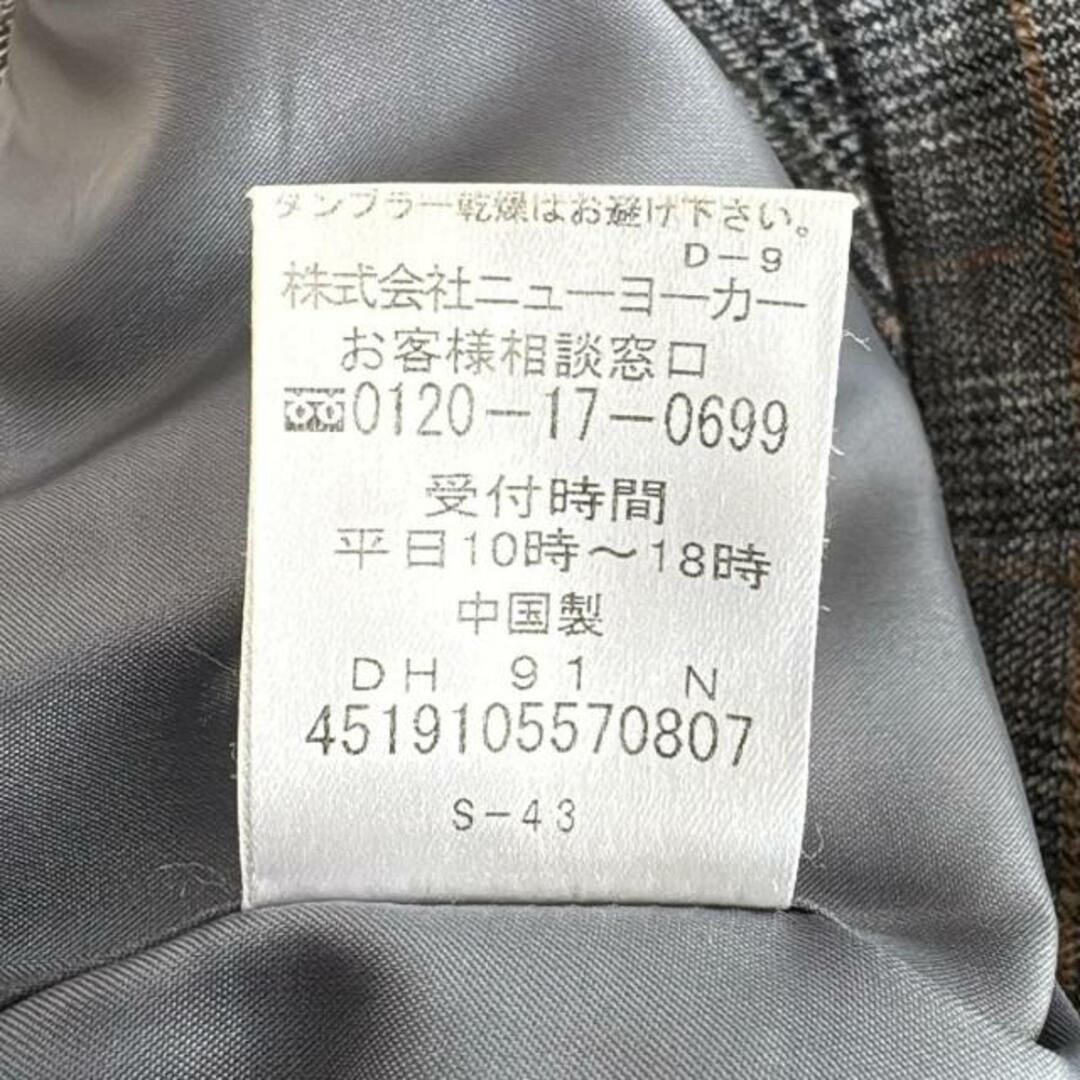 タンブラー乾燥はお避け下さい。
D-9
株式会社ニューヨーカー
お客様相談窓口
0120-17-0699
受付時間
平日10時~18時
中国製
DH 91 N
4519105570807
S-43